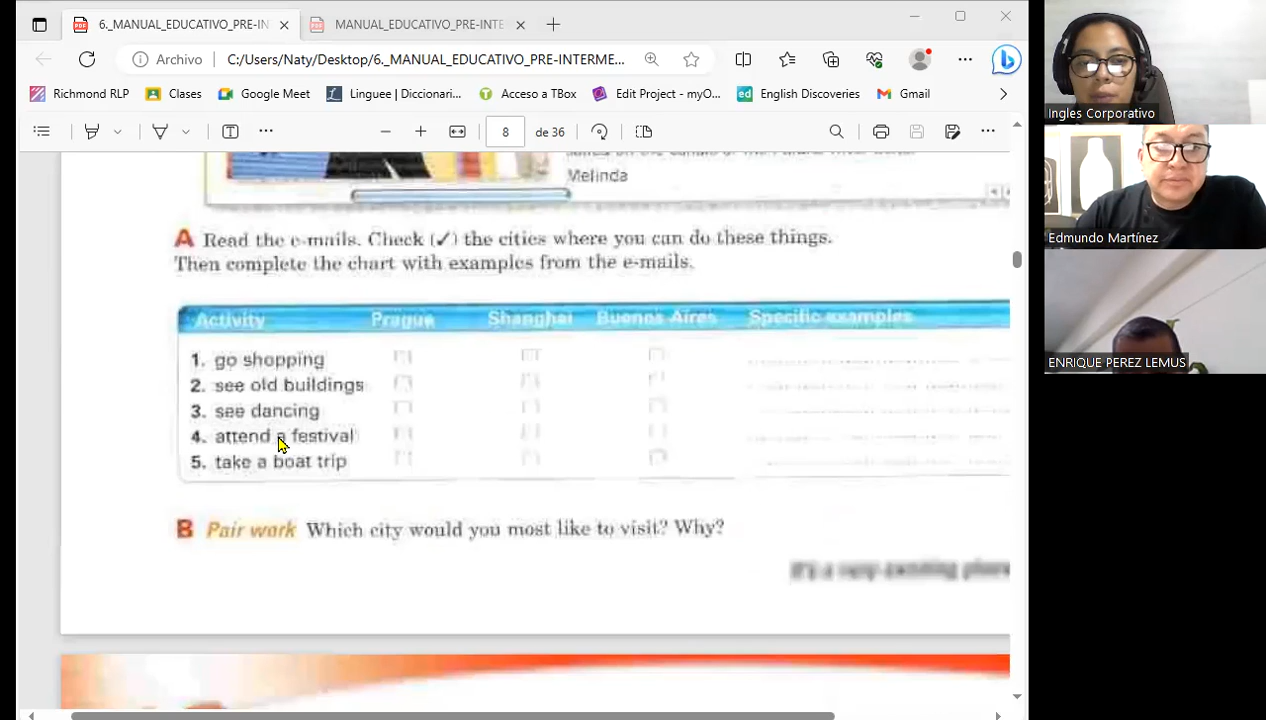 6._MANUAL_EDUCATIVO_PRE-IN
MANUAL_EDUCATIVO_PRE-INTE
Archivo
C:/Users/Naty/Desktop/6._MANUAL_EDUCATIVO_PRE-INTERME...
Richmond RLP
Clases
Google Meet
Linguee | Diccionari...
Acceso a TBox
Edit Project - myO...
English Discoveries
Gmail
8
de 36
Melinda
A Read the e-mails. Check (✓) the cities where you can do these things.
Then complete the chart with examples from the e-mails.
Activity Prague Shanghai Buenos Aires Specific examples
1. go shopping
2. see old buildings
3. see dancing
4. attend a festival
5. take a boat trip
B Pair work Which city would you most like to visit? Why?
It's a very exciting place
Ingles Corporativo
Edmundo Martínez
ENRIQUE PEREZ LEMUS